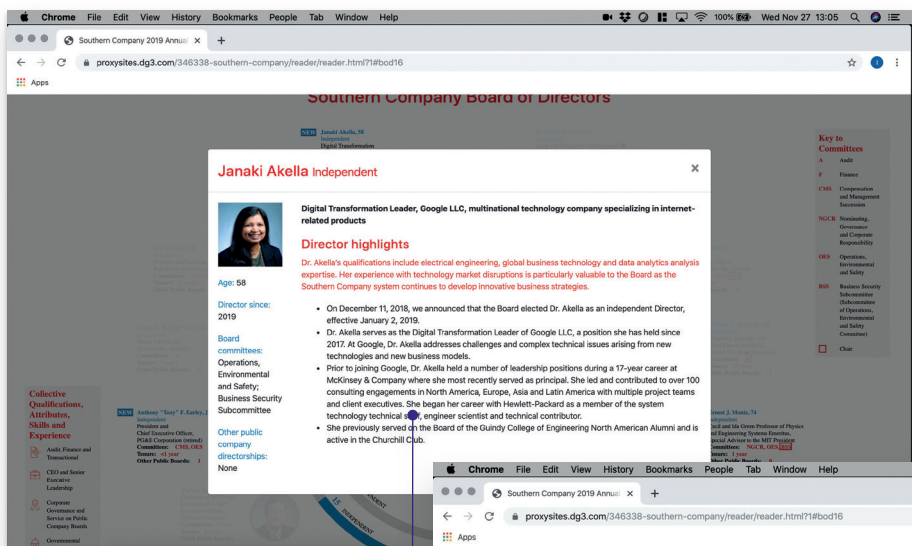 Chrome File Edit View History Bookmarks People Tab Window Help
100% Wed Nov 27 13:05
Southern Company 2019 Annual
proxysites.dg3.com/346338-southern-company/reader/reader.html?1#bod16
Apps
Southern Company Board of Directors
NEW Janaki Akella, 58
Independent
Digital Transformation
Key to
Committees
A Audit
F Finance
CMS Compensation
and Management
Succession
NGCR Nominating,
Governance
and Corporate
Responsibility
OES Operations,
Environmental
and Safety
BSS Business Security
Subcommittee
(Subcommittee
of Operations,
Environmental
and Safety
Committee)
Chair
Janaki Akella Independent
Digital Transformation Leader, Google LLC, multinational technology company specializing in internet-
related products
Director highlights
Dr. Akella's qualifications include electrical engineering, global business technology and data analytics analysis
expertise. Her experience with technology market disruptions is particularly valuable to the Board as the
Southern Company system continues to develop innovative business strategies.
Age: 58
Director since:
2019
Board
committees:
Operations,
Environmental
and Safety;
Business Security
Subcommittee
Other public
company
directorships:
None
• On December 11, 2018, we announced that the Board elected Dr. Akella as an independent Director,
effective January 2, 2019.
• Dr. Akella serves as the Digital Transformation Leader of Google LLC, a position she has held since
2017. At Google, Dr. Akella addresses challenges and complex technical issues arising from new
technologies and new business models.
• Prior to joining Google, Dr. Akella held a number of leadership positions during a 17-year career at
McKinsey & Company where she most recently served as principal. She led and contributed to over 100
consulting engagements in North America, Europe, Asia and Latin America with multiple project teams
and client executives. She began her career with Hewlett-Packard as a member of the system
technology technical staff, engineer scientist and technical contributor.
• She previously served on the Board of the Guindy College of Engineering North American Alumni and is
active in the Churchill Club.
Collective
Qualifications,
Attributes,
Skills and
Experience
Audit, Finance and
Transactional
CEO and Senior
Executive
Leadership
Corporate
Governance and
Service on Public
Company Boards
Governmental
NEW Anthony "Tony" F. Earley, J
Independent
President and
Chief Executive Officer,
PG&E Corporation (retired)
Committees: CMS, OES
Tenure: <1 year
Other Public Boards: 1
Ernest J. Moniz, 74
Independent
Cecil and Ida Green Professor of Physics
and Engineering Systems Emeritus,
Special Advisor to the MIT President
Committees: NGCR, OES, BSS
Tenure: 1 year
Other Public Boards: 0
15 INDEPENDENT
INDEPENDENT
Chrome File Edit View History Bookmarks People Tab Window Help
Southern Company 2019 Annual
proxysites.dg3.com/346338-southern-company/reader/reader.html?1#bod16
Apps